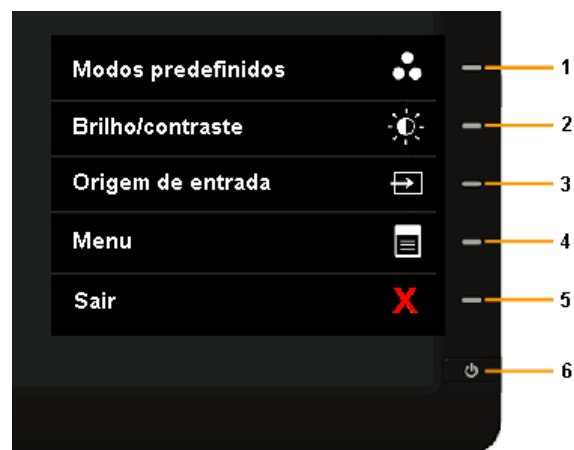 Modos predefinidos
1
Brilho/contraste
2
Origem de entrada
3
Menu
4
Sair
X
5
6